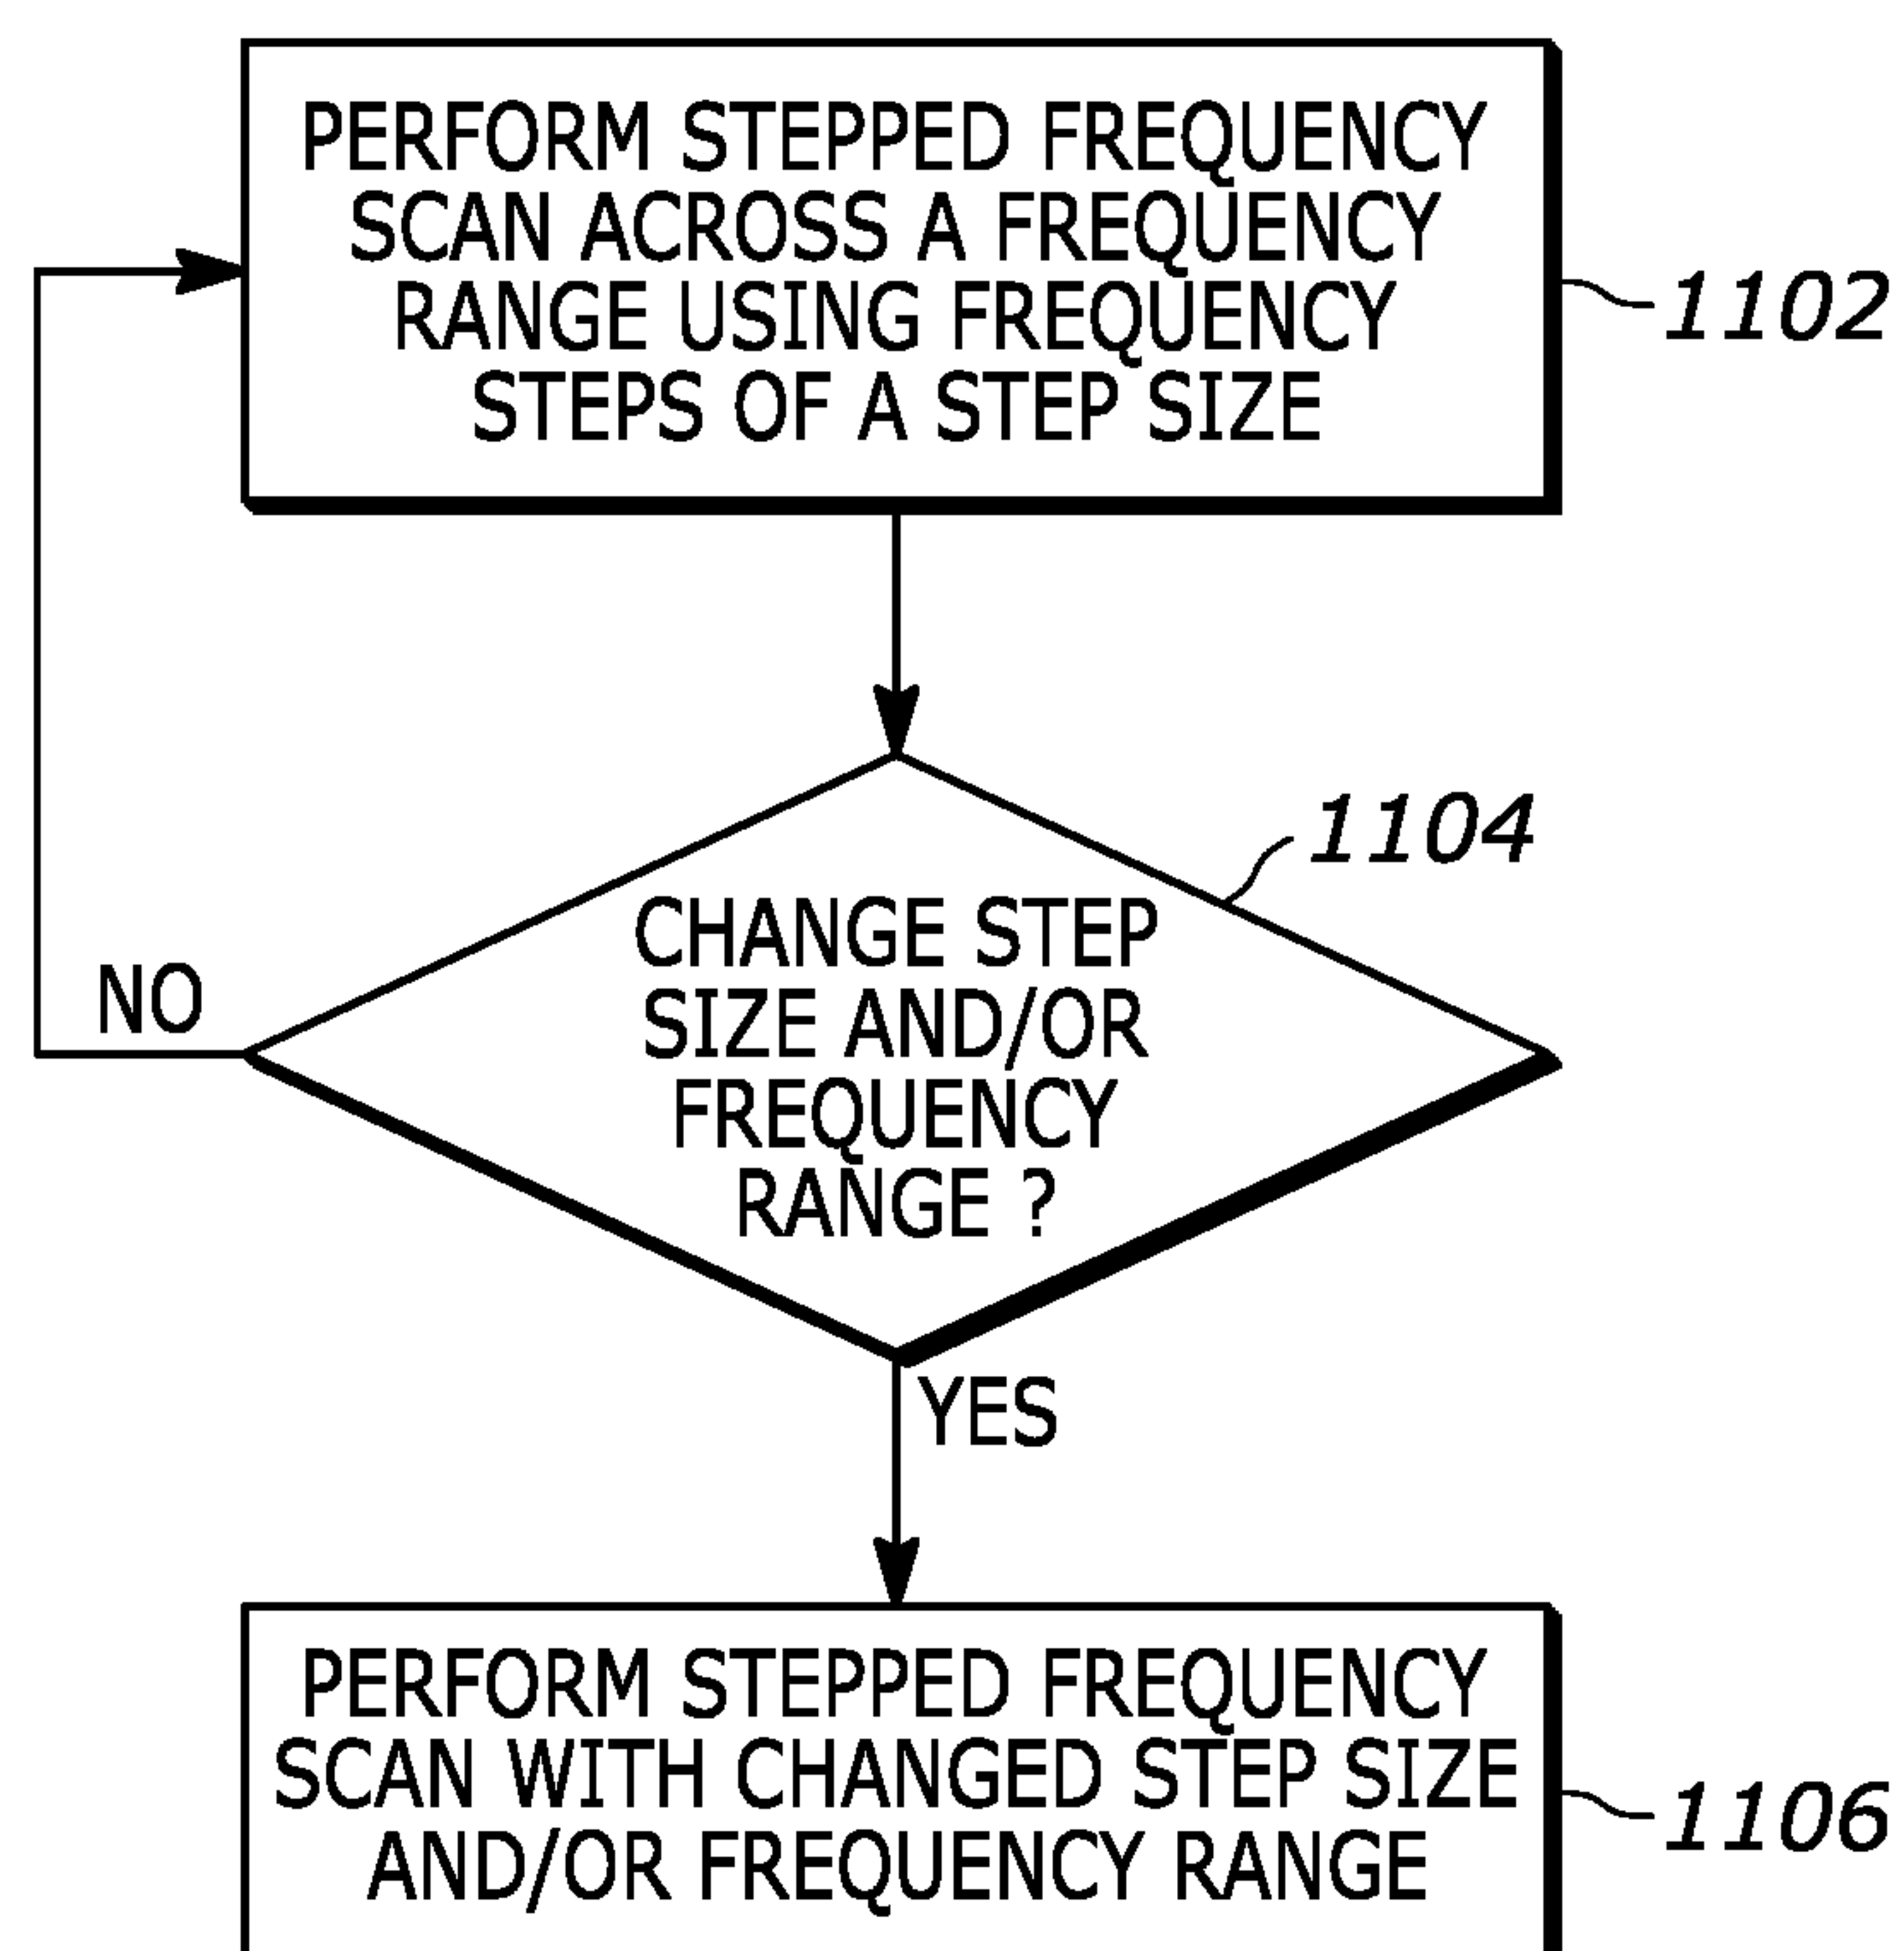 PERFORM STEPPED FREQUENCY
SCAN ACROSS A FREQUENCY
RANGE USING FREQUENCY
STEPS OF A STEP SIZE
1102
1104
CHANGE STEP
SIZE AND/OR
FREQUENCY
RANGE ?
NO
YES
PERFORM STEPPED FREQUENCY
SCAN WITH CHANGED STEP SIZE
AND/OR FREQUENCY RANGE
1106